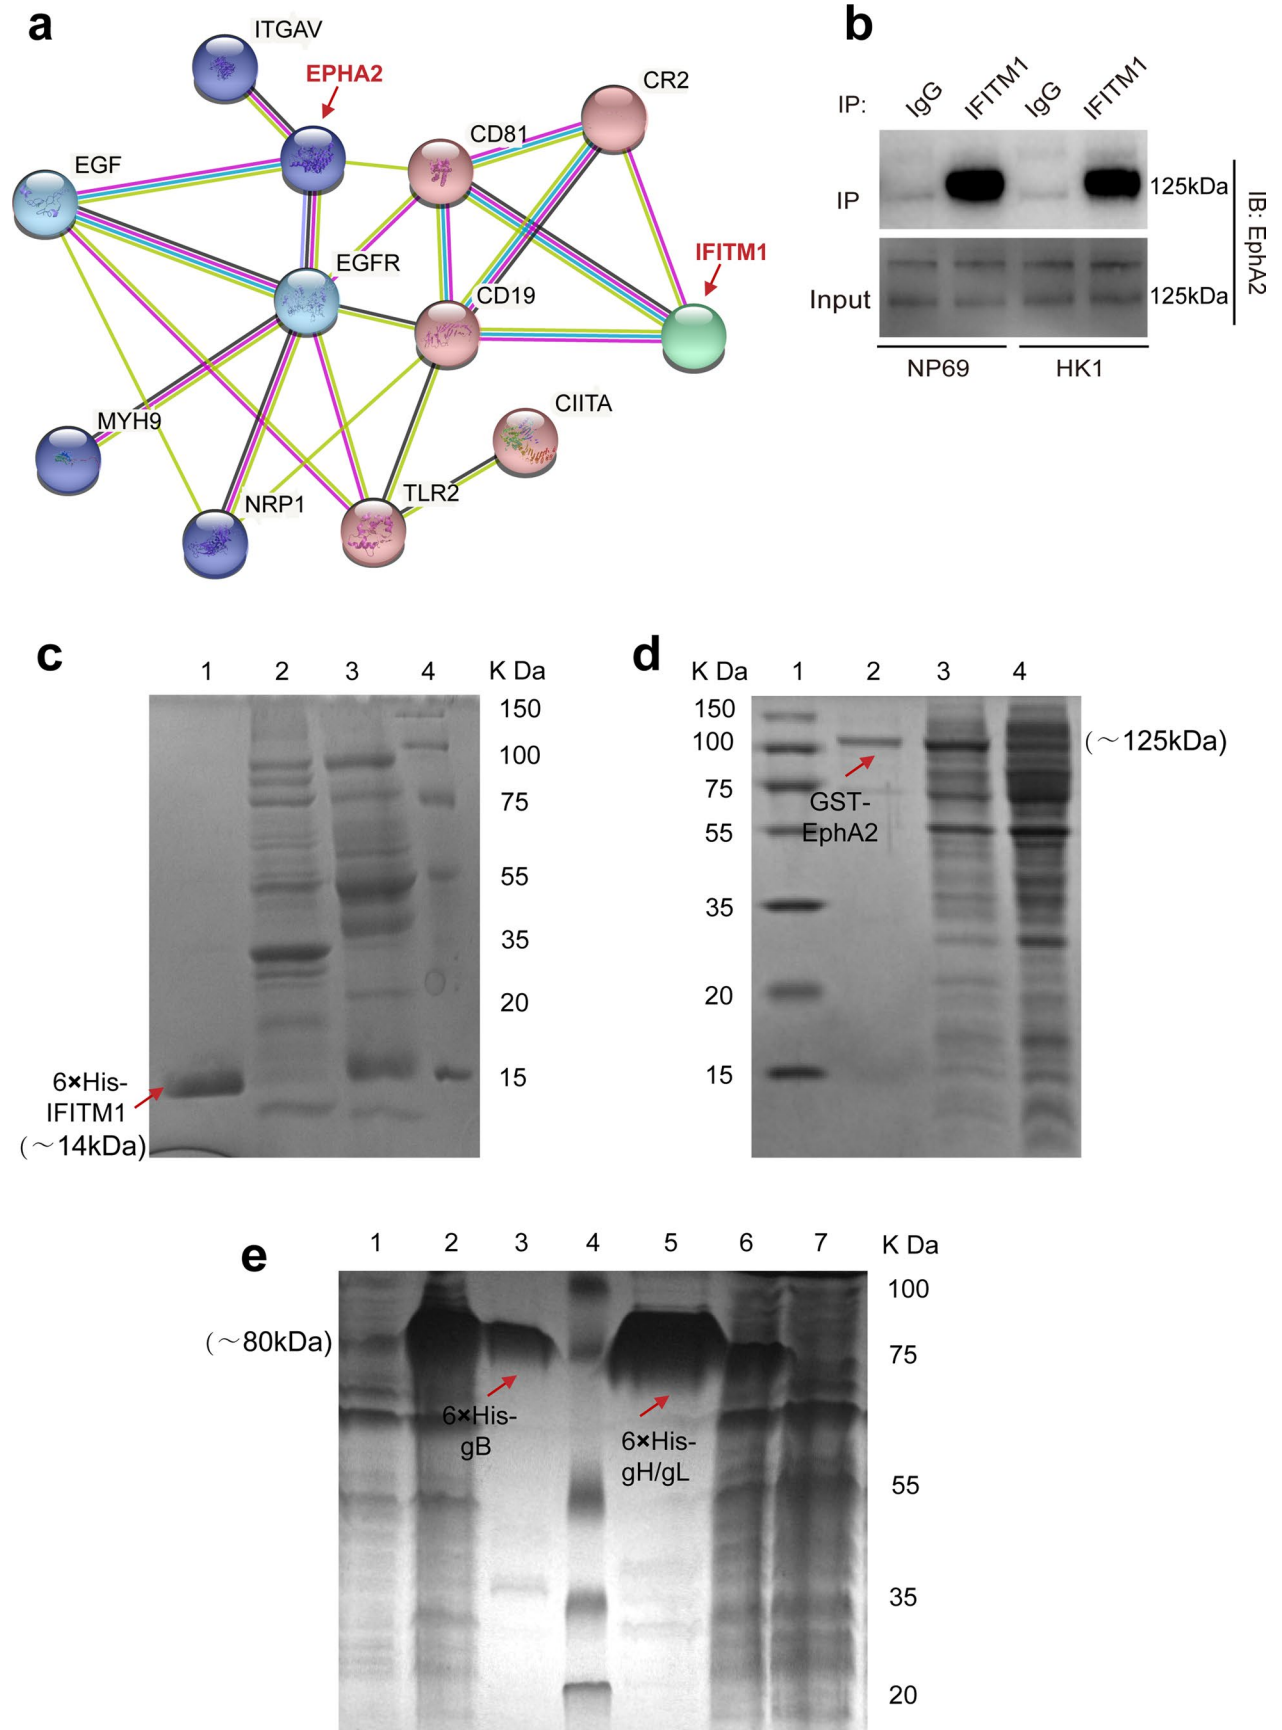 a
ITGAV
EPHA2
CR2
CD81
EGF
EGFR
IFITM1
CD19
MYH9
CIITA
NRP1
TLR2
b
IP: IgG IFITM1 IgG IFITM1
IP 125kDa
Input 125kDa
IB: EphA2
NP69 HK1
c
1 2 3 4 K Da
150
100
75
55
35
20
15
6×His-
IFITM1
(～14kDa)
d
K Da 1 2 3 4
150
100
75
55
35
20
15
(～125kDa)
GST-
EphA2
e
1 2 3 4 5 6 7 K Da
100
75
55
35
20
(～80kDa)
6×His-
gB
6×His-
gH/gL